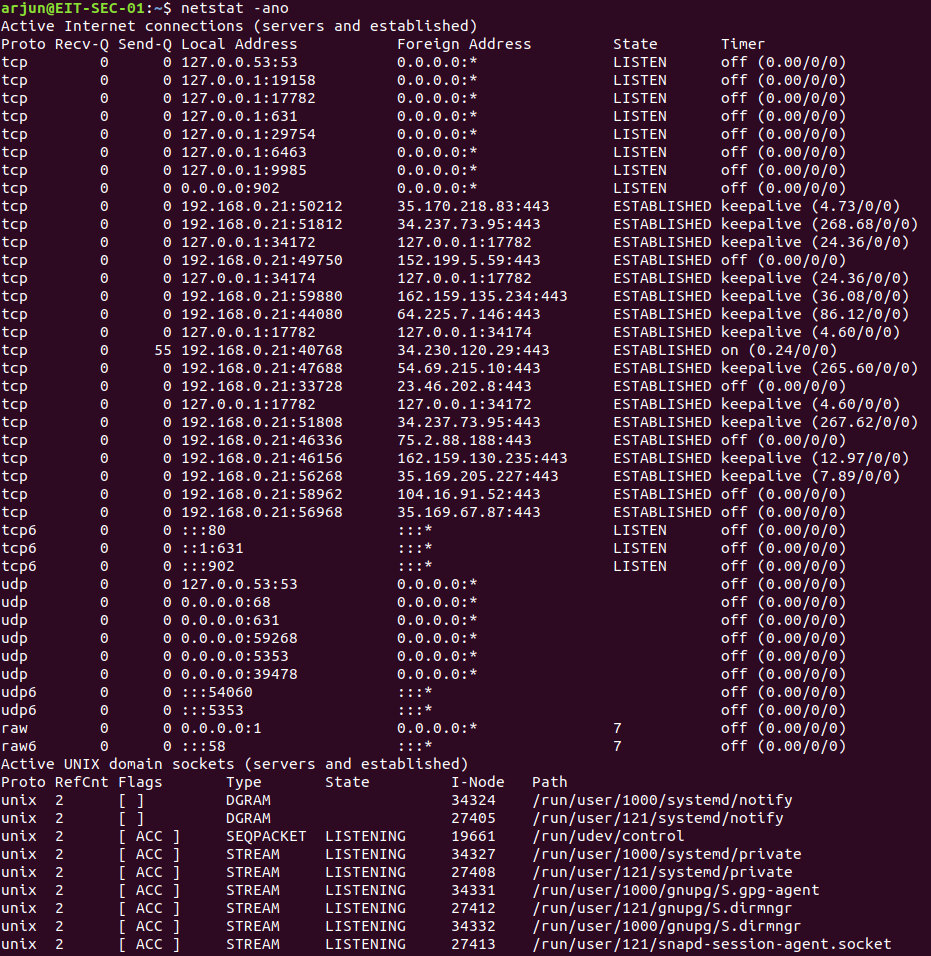 arjun@EIT-SEC-01:~$ netstat -ano
Active Internet connections (servers and established)
Proto Recv-Q Send-Q Local Address           Foreign Address         State       Timer
tcp        0      0 127.0.0.53:53           0.0.0.0:*               LISTEN      off (0.00/0/0)
tcp        0      0 127.0.0.1:19158         0.0.0.0:*               LISTEN      off (0.00/0/0)
tcp        0      0 127.0.0.1:17782         0.0.0.0:*               LISTEN      off (0.00/0/0)
tcp        0      0 127.0.0.1:631           0.0.0.0:*               LISTEN      off (0.00/0/0)
tcp        0      0 127.0.0.1:29754         0.0.0.0:*               LISTEN      off (0.00/0/0)
tcp        0      0 127.0.0.1:6463          0.0.0.0:*               LISTEN      off (0.00/0/0)
tcp        0      0 127.0.0.1:9985          0.0.0.0:*               LISTEN      off (0.00/0/0)
tcp        0      0 0.0.0.0:902             0.0.0.0:*               LISTEN      off (0.00/0/0)
tcp        0      0 192.168.0.21:50212      35.170.218.83:443       ESTABLISHED keepalive (4.73/0/0)
tcp        0      0 192.168.0.21:51812      34.237.73.95:443        ESTABLISHED keepalive (268.68/0/0)
tcp        0      0 127.0.0.1:34172         127.0.0.1:17782         ESTABLISHED keepalive (24.36/0/0)
tcp        0      0 192.168.0.21:49750      152.199.5.59:443        ESTABLISHED off (0.00/0/0)
tcp        0      0 127.0.0.1:34174         127.0.0.1:17782         ESTABLISHED keepalive (24.36/0/0)
tcp        0      0 192.168.0.21:59880      162.159.135.234:443     ESTABLISHED keepalive (36.08/0/0)
tcp        0      0 192.168.0.21:44080      64.225.7.146:443        ESTABLISHED keepalive (86.12/0/0)
tcp        0      0 127.0.0.1:17782         127.0.0.1:34174         ESTABLISHED keepalive (4.60/0/0)
tcp        0     55 192.168.0.21:40768      34.230.120.29:443       ESTABLISHED on (0.24/0/0)
tcp        0      0 192.168.0.21:47688      54.69.215.10:443        ESTABLISHED keepalive (265.60/0/0)
tcp        0      0 192.168.0.21:33728      23.46.202.8:443         ESTABLISHED off (0.00/0/0)
tcp        0      0 127.0.0.1:17782         127.0.0.1:34172         ESTABLISHED keepalive (4.60/0/0)
tcp        0      0 192.168.0.21:51808      34.237.73.95:443        ESTABLISHED keepalive (267.62/0/0)
tcp        0      0 192.168.0.21:46336      75.2.88.188:443         ESTABLISHED off (0.00/0/0)
tcp        0      0 192.168.0.21:46156      162.159.130.235:443     ESTABLISHED keepalive (12.97/0/0)
tcp        0      0 192.168.0.21:56268      35.169.205.227:443      ESTABLISHED keepalive (7.89/0/0)
tcp        0      0 192.168.0.21:58962      104.16.91.52:443        ESTABLISHED off (0.00/0/0)
tcp        0      0 192.168.0.21:56968      35.169.67.87:443        ESTABLISHED off (0.00/0/0)
tcp6       0      0 :::80                   :::*                    LISTEN      off (0.00/0/0)
tcp6       0      0 ::1:631                 :::*                    LISTEN      off (0.00/0/0)
tcp6       0      0 :::902                  :::*                    LISTEN      off (0.00/0/0)
udp        0      0 127.0.0.53:53           0.0.0.0:*                           off (0.00/0/0)
udp        0      0 0.0.0.0:68              0.0.0.0:*                           off (0.00/0/0)
udp        0      0 0.0.0.0:631             0.0.0.0:*                           off (0.00/0/0)
udp        0      0 0.0.0.0:59268           0.0.0.0:*                           off (0.00/0/0)
udp        0      0 0.0.0.0:5353            0.0.0.0:*                           off (0.00/0/0)
udp        0      0 0.0.0.0:39478           0.0.0.0:*                           off (0.00/0/0)
udp6       0      0 :::54060                :::*                                off (0.00/0/0)
udp6       0      0 :::5353                 :::*                                off (0.00/0/0)
raw        0      0 0.0.0.0:1               0.0.0.0:*               7           off (0.00/0/0)
raw6       0      0 :::58                   :::*                    7           off (0.00/0/0)
Active UNIX domain sockets (servers and established)
Proto RefCnt Flags       Type       State         I-Node   Path
unix  2      [ ]         DGRAM                    34324    /run/user/1000/systemd/notify
unix  2      [ ]         DGRAM                    27405    /run/user/121/systemd/notify
unix  2      [ ACC ]     SEQPACKET  LISTENING     19661    /run/udev/control
unix  2      [ ACC ]     STREAM     LISTENING     34327    /run/user/1000/systemd/private
unix  2      [ ACC ]     STREAM     LISTENING     27408    /run/user/121/systemd/private
unix  2      [ ACC ]     STREAM     LISTENING     34331    /run/user/1000/gnupg/S.gpg-agent
unix  2      [ ACC ]     STREAM     LISTENING     27412    /run/user/121/gnupg/S.dirmngr
unix  2      [ ACC ]     STREAM     LISTENING     34332    /run/user/1000/gnupg/S.dirmngr
unix  2      [ ACC ]     STREAM     LISTENING     27413    /run/user/121/snapd-session-agent.socket